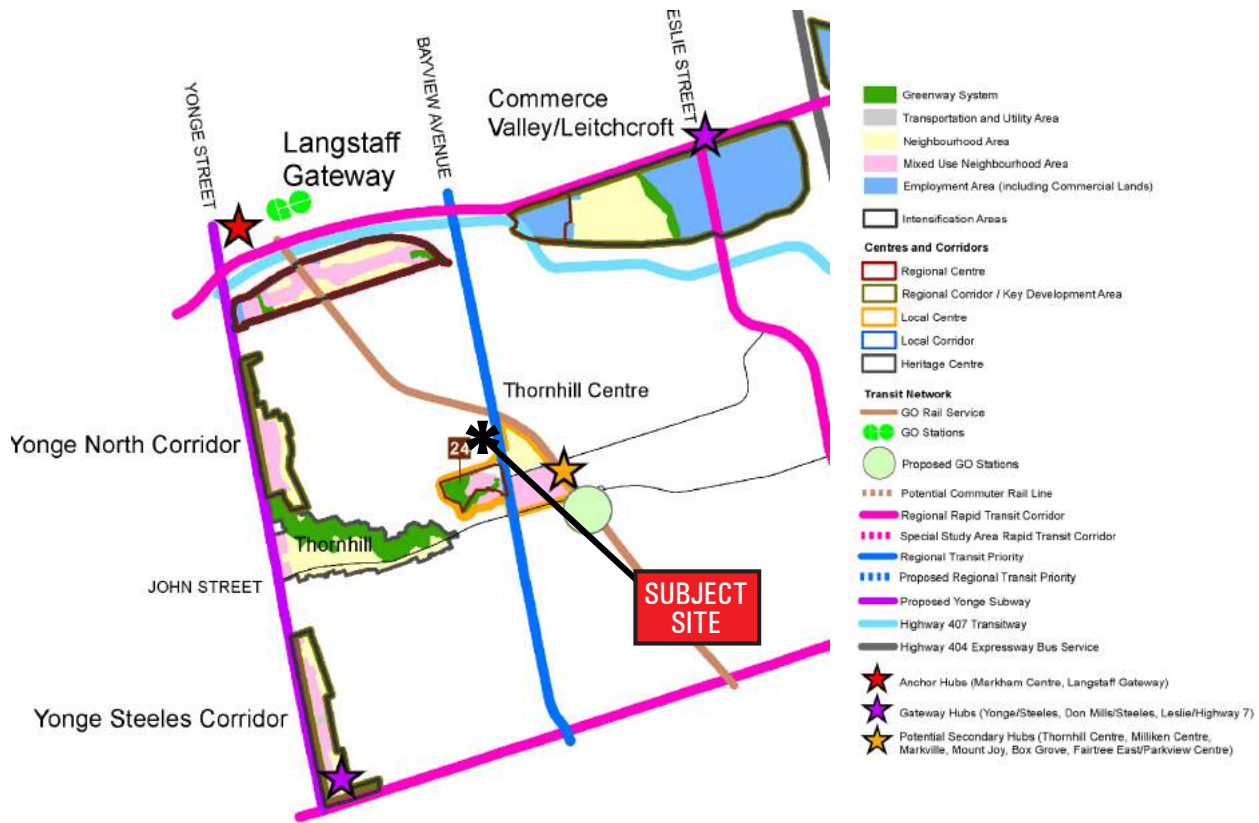 YONGE STREET
Langstaff
Gateway
BAYVIEW AVENUE
Commerce
Valley/Leitchcroft
ESLIE STREET
Thornhill Centre
24
Yonge North Corridor
Thornhill
JOHN STREET
SUBJECT
SITE
Yonge Steeles Corridor
Greenway System
Transportation and Utility Area
Neighbourhood Area
Mixed Use Neighbourhood Area
Employment Area (including Commercial Lands)
Intensification Areas
Centres and Corridors
Regional Centre
Regional Corridor / Key Development Area
Local Centre
Local Corridor
Heritage Centre
Transit Network
GO Rail Service
GO Stations
Proposed GO Stations
Potential Commuter Rail Line
Regional Rapid Transit Corridor
Special Study Area Rapid Transit Corridor
Regional Transit Priority
Proposed Regional Transit Priority
Proposed Yonge Subway
Highway 407 Transitway
Highway 404 Expressway Bus Service
Anchor Hubs (Markham Centre, Langstaff Gateway)
Gateway Hubs (Yonge/Steeles, Don Mills/Steeles, Leslie/Highway 7)
Potential Secondary Hubs (Thornhill Centre, Milliken Centre,
Markville, Mount Joy, Box Grove, Fairtree East/Parkview Centre)